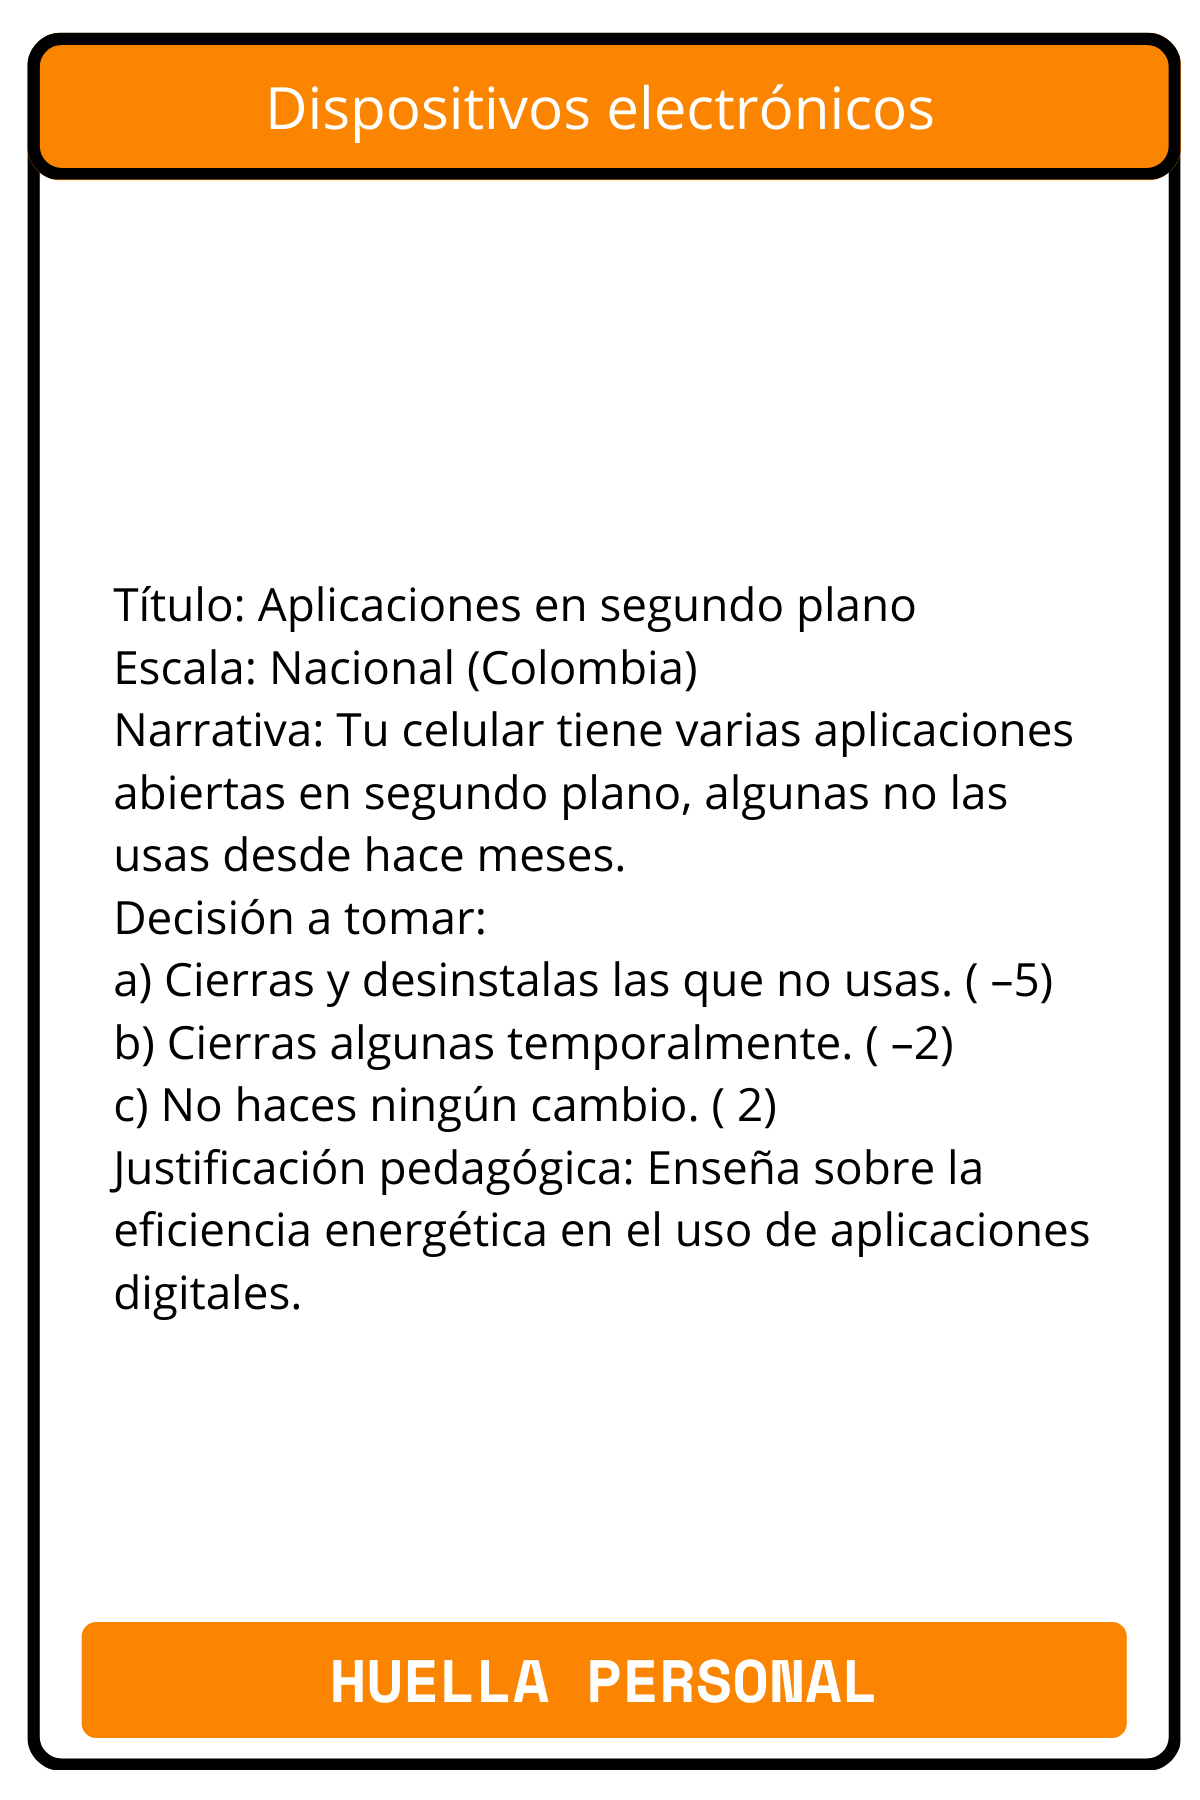 Dispositivos electrónicos
Título: Aplicaciones en segundo plano
Escala: Nacional (Colombia)
Narrativa: Tu celular tiene varias aplicaciones
abiertas en segundo plano, algunas no las
usas desde hace meses.
Decisión a tomar:
a) Cierras y desinstalas las que no usas. ( –5)
b) Cierras algunas temporalmente. ( –2)
c) No haces ningún cambio. ( 2)
Justificación pedagógica: Enseña sobre la
eficiencia energética en el uso de aplicaciones
digitales.
HUELLA PERSONAL